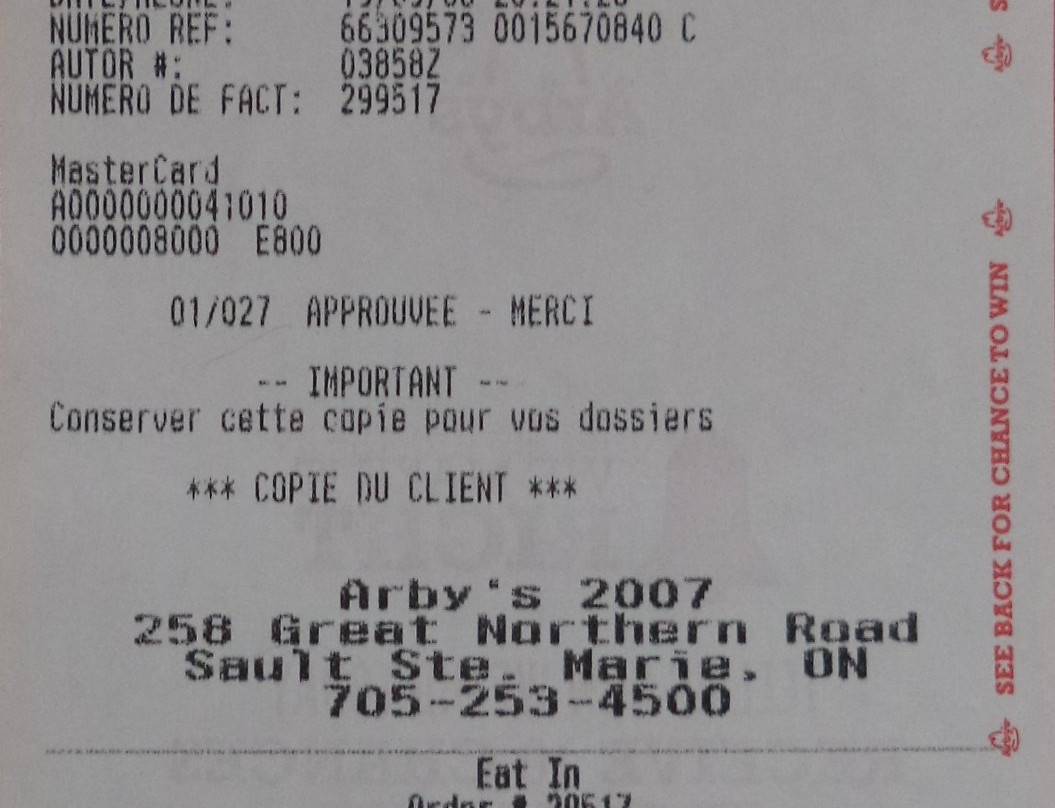 NUMERO REF: 66309573 0015670840 C
AUTOR #: 03858Z
NUMERO DE FACT: 299517
MasterCard
A0000000041010
0000008000 E800
01/027 APPROUVEE - MERCI
-- IMPORTANT --
Conserver cette copie pour vos dossiers
*** COPIE DU CLIENT ***
Arby's 2007
258 Great Northern Road
Sault Ste. Marie, ON
705-253-4500
Eat In
Order # 20517
SEE BACK FOR CHANCE TO WIN